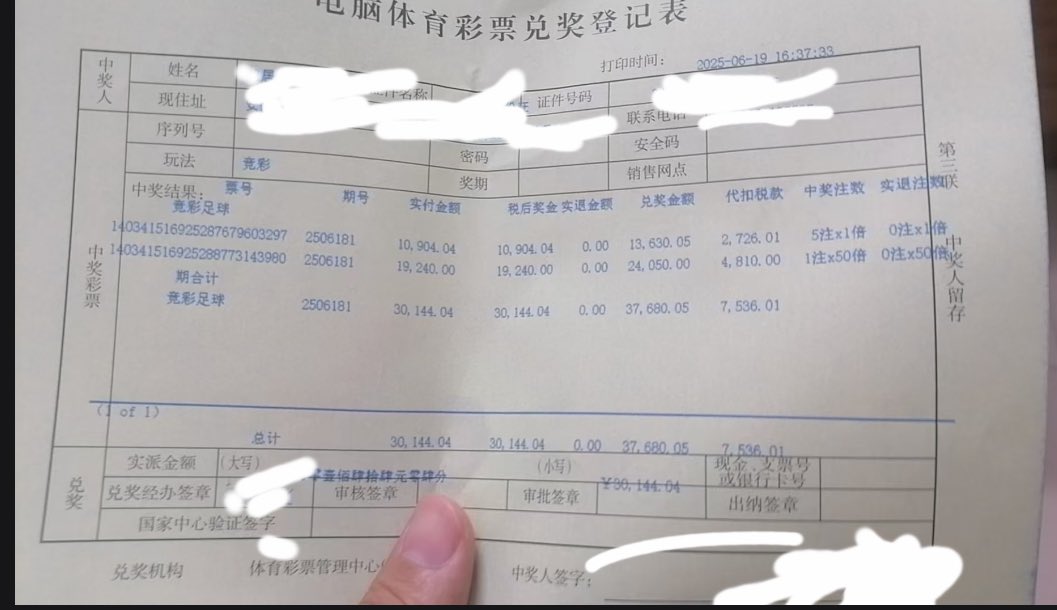 电脑体育彩票兑奖登记表
打印时间: 2025-06-19 16:37:33
中奖人
姓名
现住址
证件名称
证件号码
联系电话
序列号
密码
安全码
玩法 竞彩
奖期
销售网点
第三联
中奖人留存
中奖彩票
中奖结果: 票号 期号 实付金额 税后奖金 实退金额 兑奖金额 代扣税款 中奖注数 实退注数
竞彩足球
140341516925287679603297 2506181 10,904.04 10,904.04 0.00 13,630.05 2,726.01 5注x1倍 0注x1倍
140341516925288773143980 2506181 19,240.00 19,240.00 0.00 24,050.00 4,810.00 1注x50倍 0注x50倍
期合计
竞彩足球 2506181 30,144.04 30,144.04 0.00 37,680.05 7,536.01
(1 of 1)
总计 30,144.04 30,144.04 0.00 37,680.05 7,536.01
兑奖
实派金额 (大写) 零壹佰肆拾肆元零肆分 (小写) ¥30,144.04 现金、支票号或银行卡号
兑奖经办签章 审核签章 审批签章 出纳签章
国家中心验证签字
兑奖机构 体育彩票管理中心 中奖人签字: